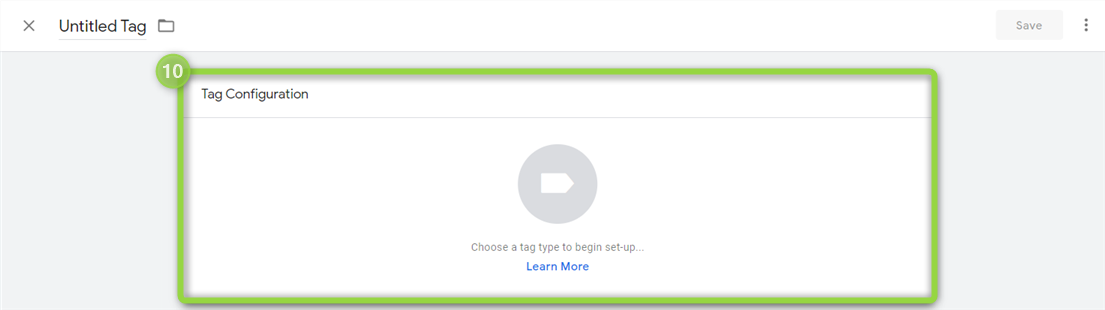 Untitled Tag
Save
10
Tag Configuration
Choose a tag type to begin set-up...
Learn More